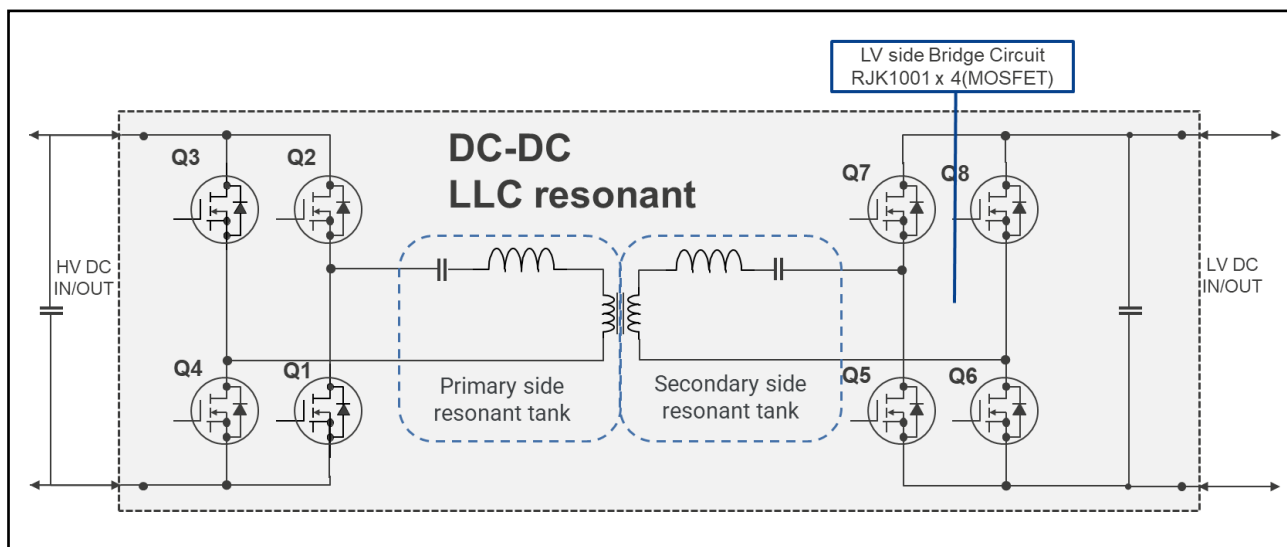 LV side Bridge Circuit
RJK1001 x 4(MOSFET)
DC-DC
LLC resonant
Q3
Q2
Q7
Q8
HV DC
IN/OUT
LV DC
IN/OUT
Q4
Q1
Primary side
resonant tank
Secondary side
resonant tank
Q5
Q6